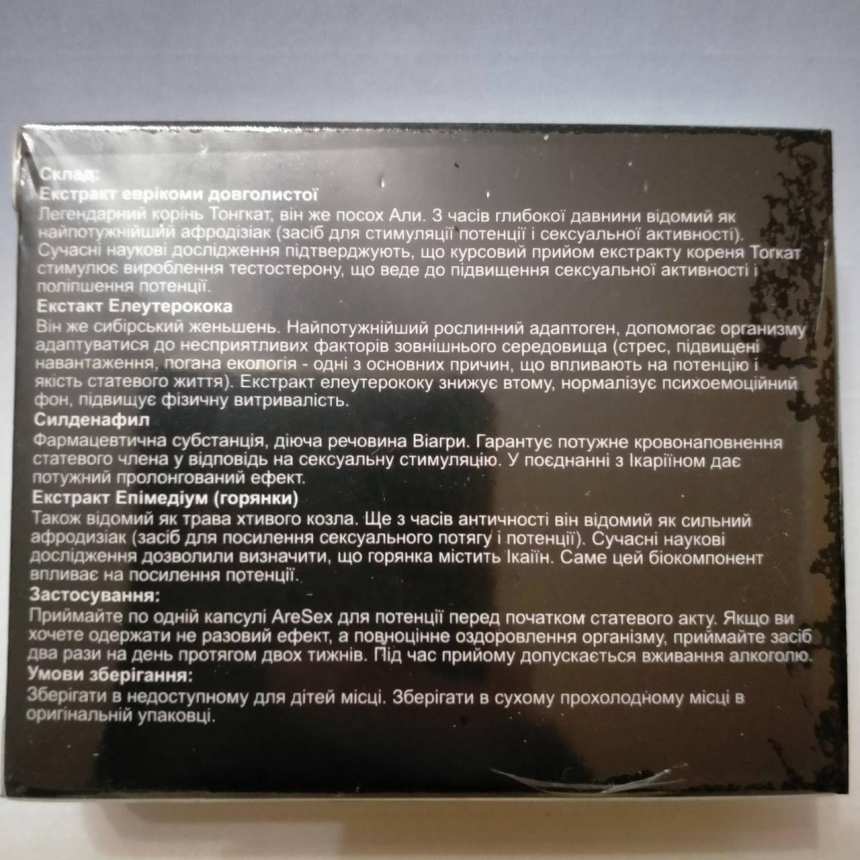 Склад:
Екстракт еврікоми довголистої
Легендарний корінь Тонгкат, він же посох Али. З часів глибокої давнини відомий як
найпотужнійший афродізіак (засіб для стимуляції потенції і сексуальної активності).
Сучасні наукові дослідження підтверджують, що курсовий прийом екстракту кореня Тогкат
стимулює вироблення тестостерону, що веде до підвищення сексуальної активності і
поліпшення потенції.
Екстакт Елеутерокока
Він же сибірський женьшень. Найпотужнійший рослинний адаптоген, допомогає организму
адаптуватися до несприятливих факторів зовнішнього середовища (стрес, підвищені
навантаження, погана екологія - одні з основних причин, що впливають на потенцію і
якість статевого життя). Екстракт елеутерококу знижує втому, нормалізує психоемоційний
фон, підвищує фізичну витривалість.
Силденафил
Фармацевтична субстанція, діюча речовина Віагри. Гарантує потужне кровонаповнення
статевого члена у відповідь на сексуальну стимуляцію. У поєднанні з Ікаріїном дає
потужний пролонгований ефект.
Екстракт Епімедіум (горянки)
Також відомий як трава хтивого козла. Ще з часів античності він відомий як сильний
афродизіак (засіб для посилення сексуального потягу і потенції). Сучасні наукові
дослідження дозволили визначити, що горянка містить Ікаїїн. Саме цей біокомпонент
впливає на посилення потенції.
Застосування:
Приймайте по одній капсулі AreSex для потенції перед початком статевого акту. Якщо ви
хочете одержати не разовий ефект, а повноцінне оздоровлення організму, приймайте засіб
два рази на день протягом двох тижнів. Під час прийому допускається вживання алкоголю.
Умови зберігання:
Зберігати в недоступному для дітей місці. Зберігати в сухому прохолодному місці в
оригінальній упаковці.